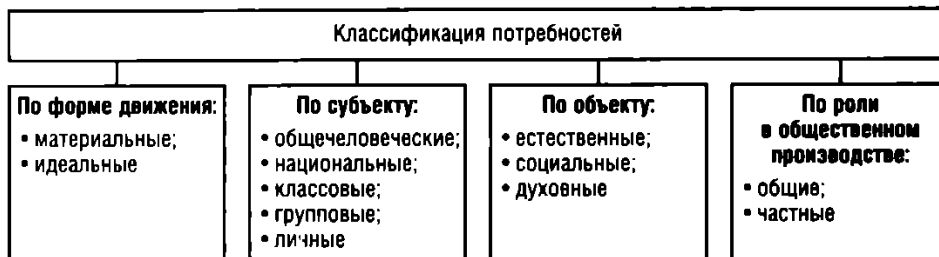 Классификация потребностей
По форме движения:
• материальные;
• идеальные
По субъекту:
• общечеловеческие;
• национальные;
• классовые;
• групповые;
• личные
По объекту:
• естественные;
• социальные;
• духовные
По роли
в общественном
производстве:
• общие;
• частные